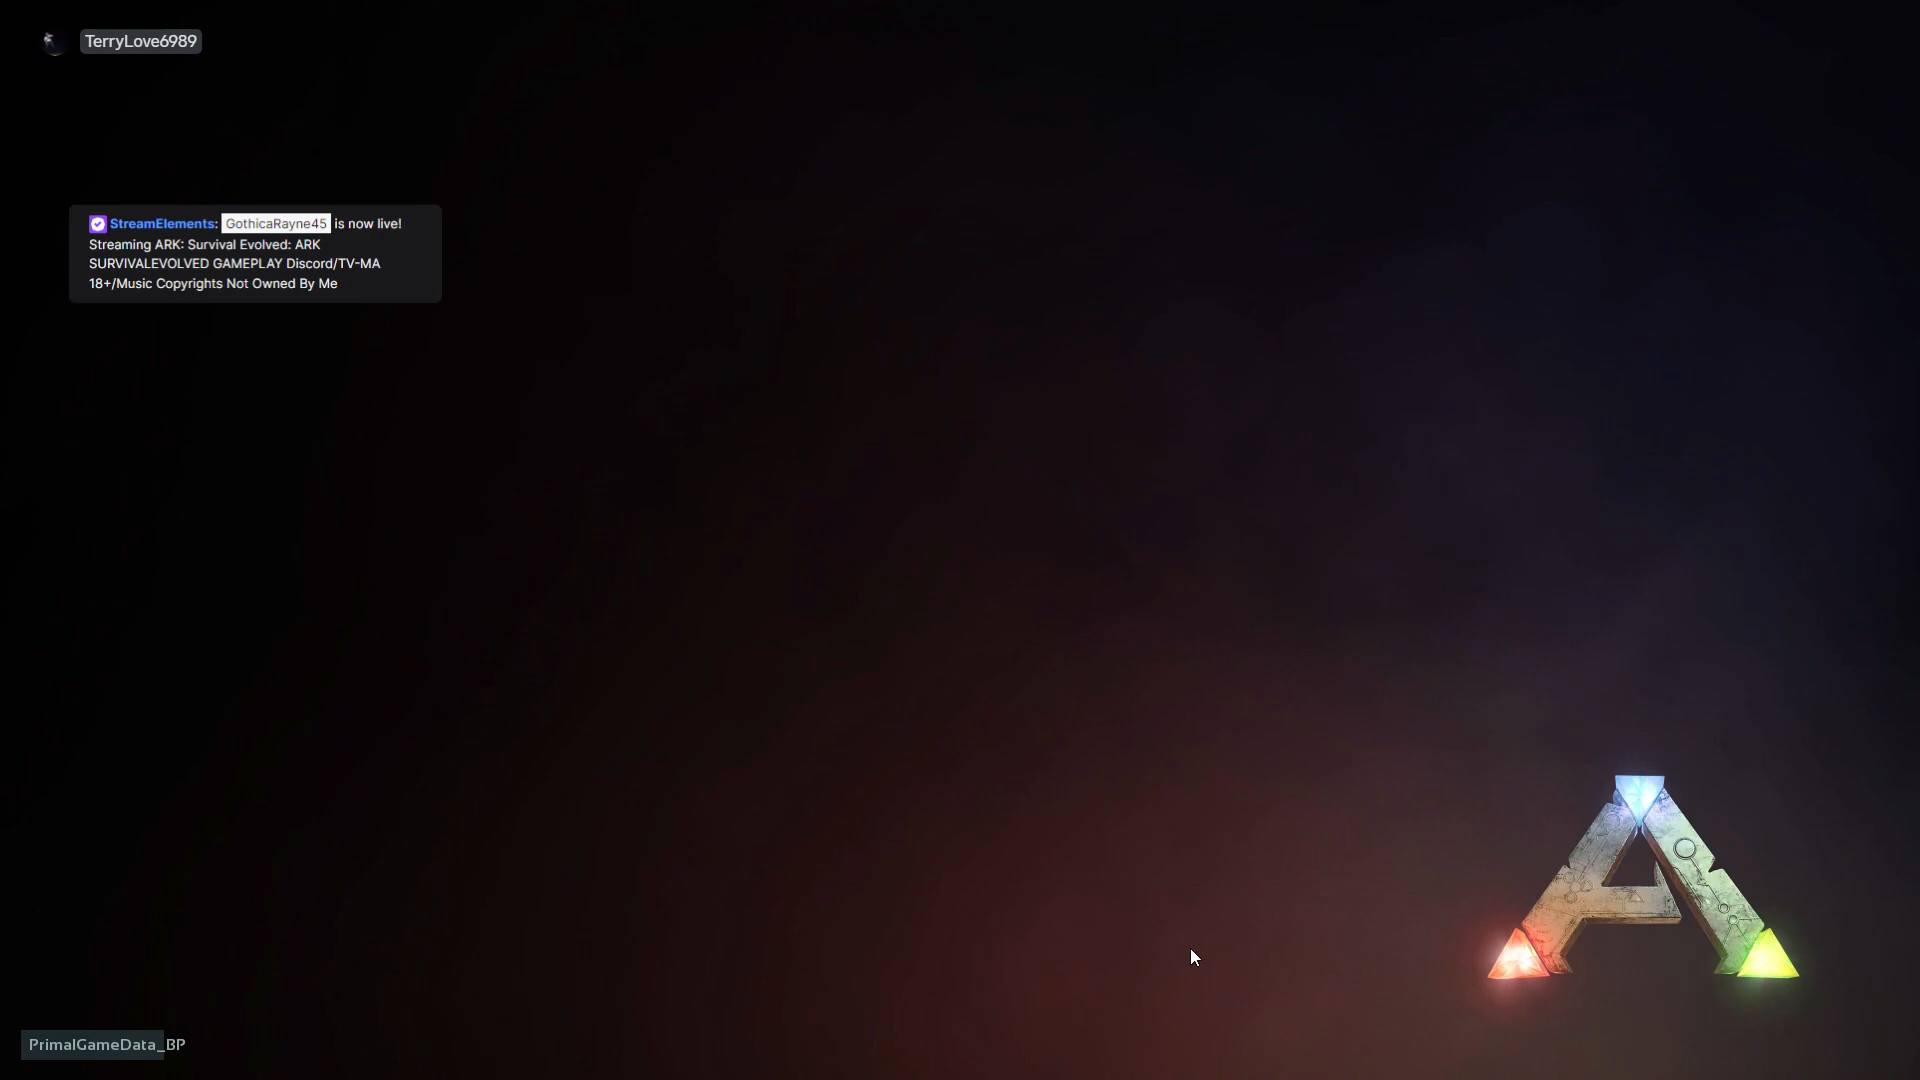 TerryLove6989
StreamElements: GothicaRayne45 is now live!
Streaming ARK: Survival Evolved: ARK
SURVIVALEVOLVED GAMEPLAY Discord/TV-MA
18+/Music Copyrights Not Owned By Me
PrimalGameData_BP